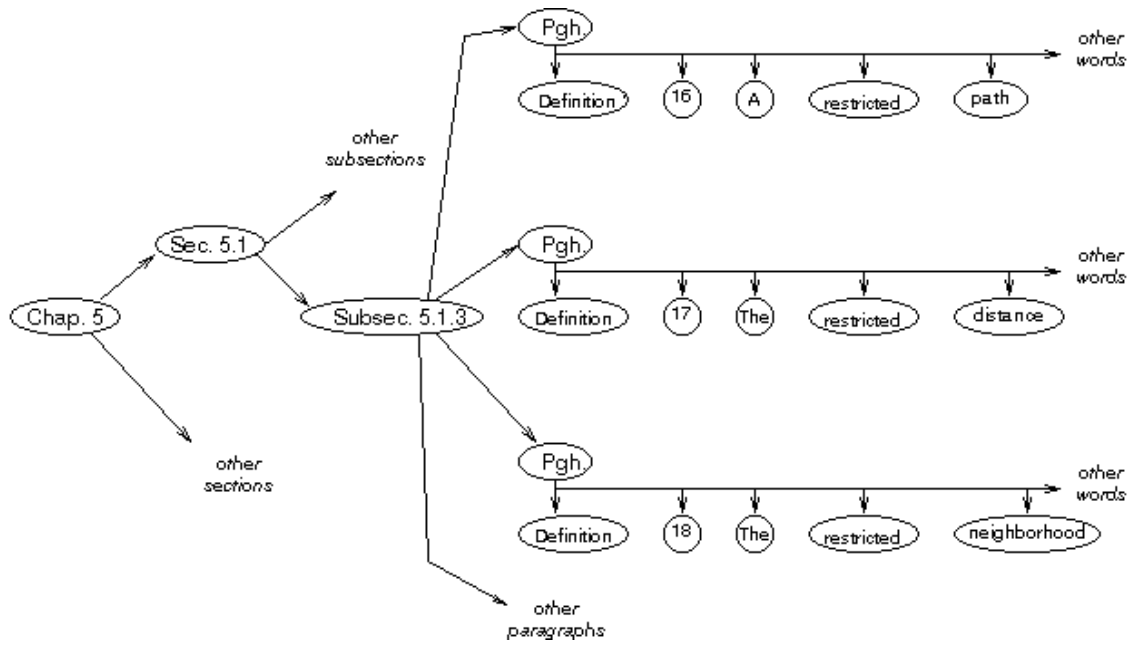 Pgh.
other
words
Definition
16
A
restricted
path
other
subsections
Sec. 5.1
Pgh.
other
words
Chap. 5
Subsec. 5.1.3
Definition
17
The
restricted
distance
Pgh.
other
sections
other
words
Definition
18
The
restricted
neighborhood
other
paragraphs